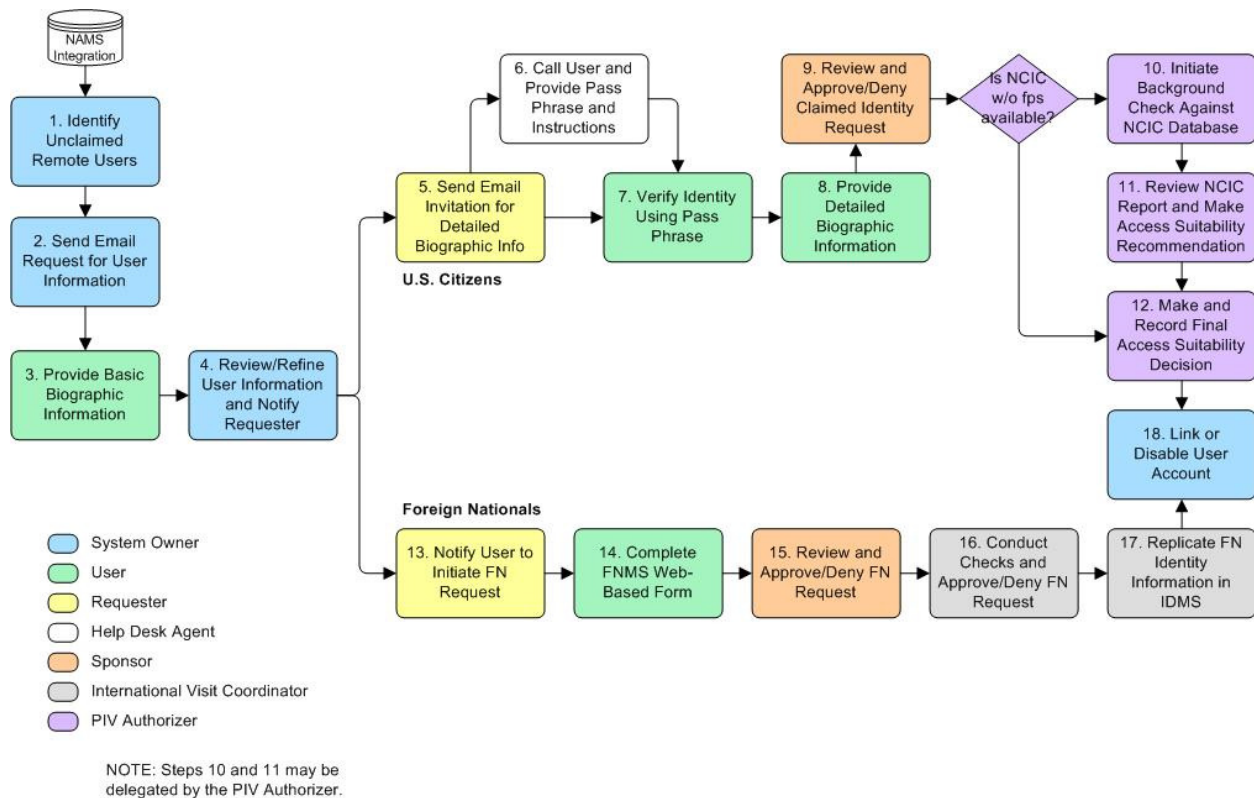 NAMS
Integration
1. Identify
Unclaimed
Remote Users
2. Send Email
Request for User
Information
3. Provide Basic
Biographic
Information
4. Review/Refine
User Information
and Notify
Requester
5. Send Email
Invitation for
Detailed
Biographic Info
U.S. Citizens
6. Call User and
Provide Pass
Phrase and
Instructions
7. Verify Identity
Using Pass
Phrase
8. Provide
Detailed
Biographic
Information
9. Review and
Approve/Deny
Claimed Identity
Request
Is NCIC
w/o fps
available?
10. Initiate
Background
Check Against
NCIC Database
11. Review NCIC
Report and Make
Access Suitability
Recommendation
12. Make and
Record Final
Access Suitability
Decision
Foreign Nationals
13. Notify User to
Initiate FN
Request
14. Complete
FNMS Web-
Based Form
15. Review and
Approve/Deny FN
Request
16. Conduct
Checks and
Approve/Deny FN
Request
17. Replicate FN
Identity
Information in
IDMS
18. Link or
Disable User
Account
System Owner
User
Requester
Help Desk Agent
Sponsor
International Visit Coordinator
PIV Authorizer
NOTE: Steps 10 and 11 may be
delegated by the PIV Authorizer.